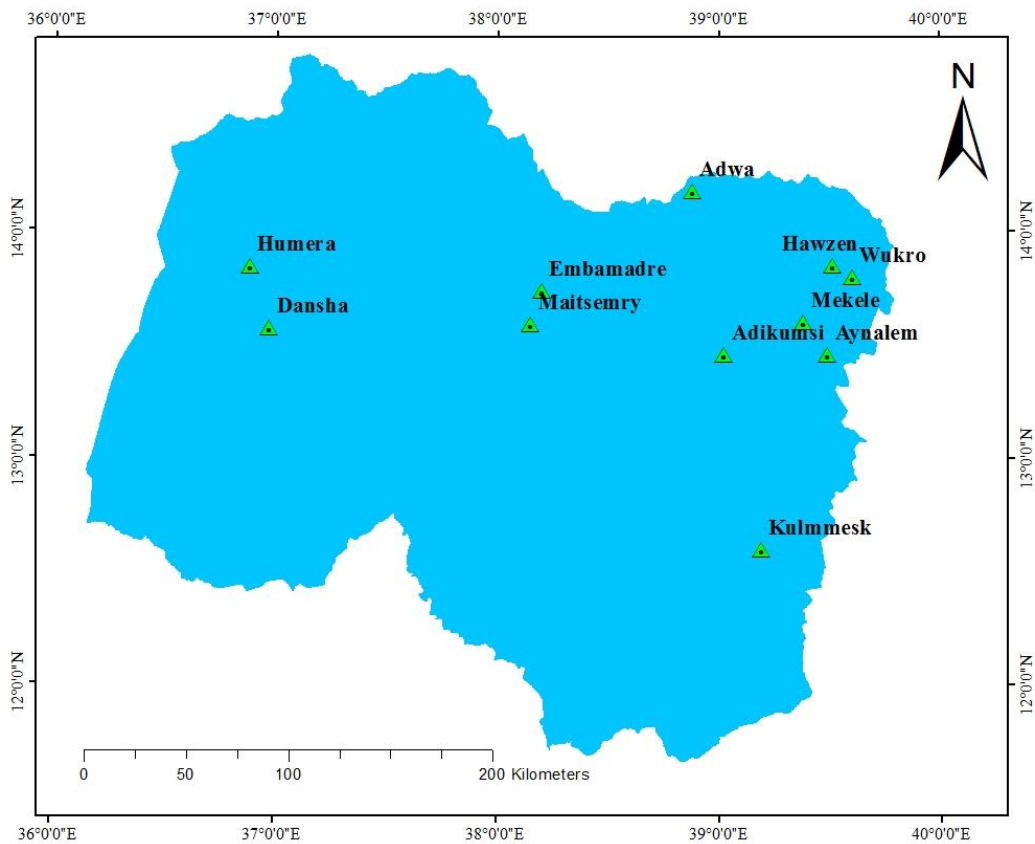 36°0'0"E 37°0'0"E 38°0'0"E 39°0'0"E 40°0'0"E
N
Adwa
14°0'0"N 14°0'0"N
Humera Hawzen
Wukro
Embamadre
Dansha Maitsemry Mekele
Adikumsi Aynalem
13°0'0"N 13°0'0"N
Kulmmesk
12°0'0"N 12°0'0"N
0 50 100 200 Kilometers
36°0'0"E 37°0'0"E 38°0'0"E 39°0'0"E 40°0'0"E